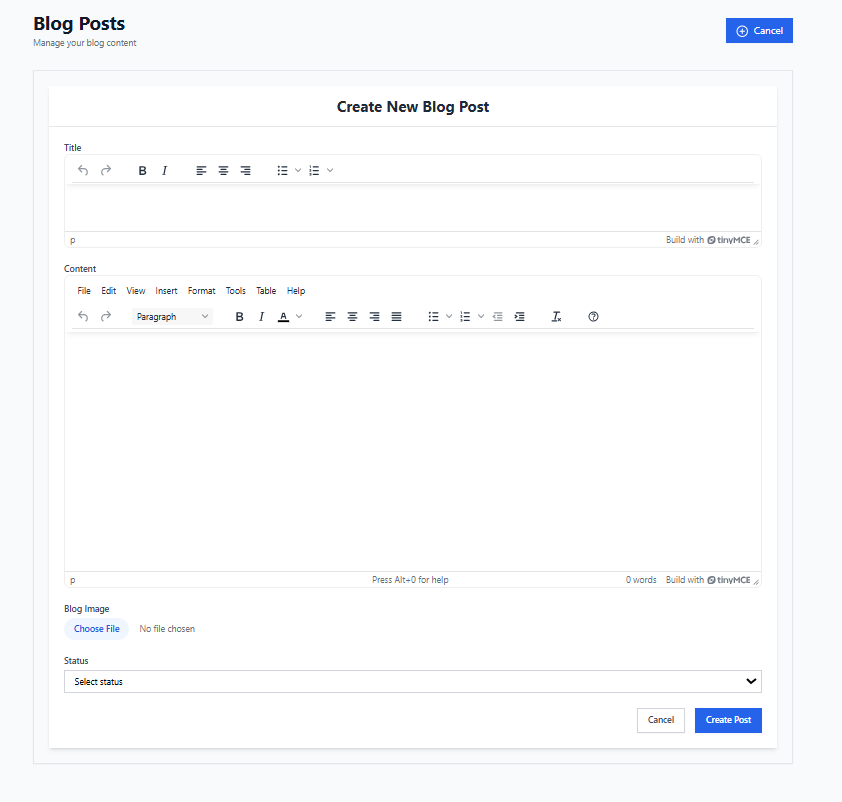 Blog Posts
Manage your blog content
Cancel
Create New Blog Post
Title
B I
p Build with tinyMCE
Content
File Edit View Insert Format Tools Table Help
Paragraph B I A
p Press Alt+0 for help 0 words Build with tinyMCE
Blog Image
Choose File No file chosen
Status
Select status
Cancel Create Post